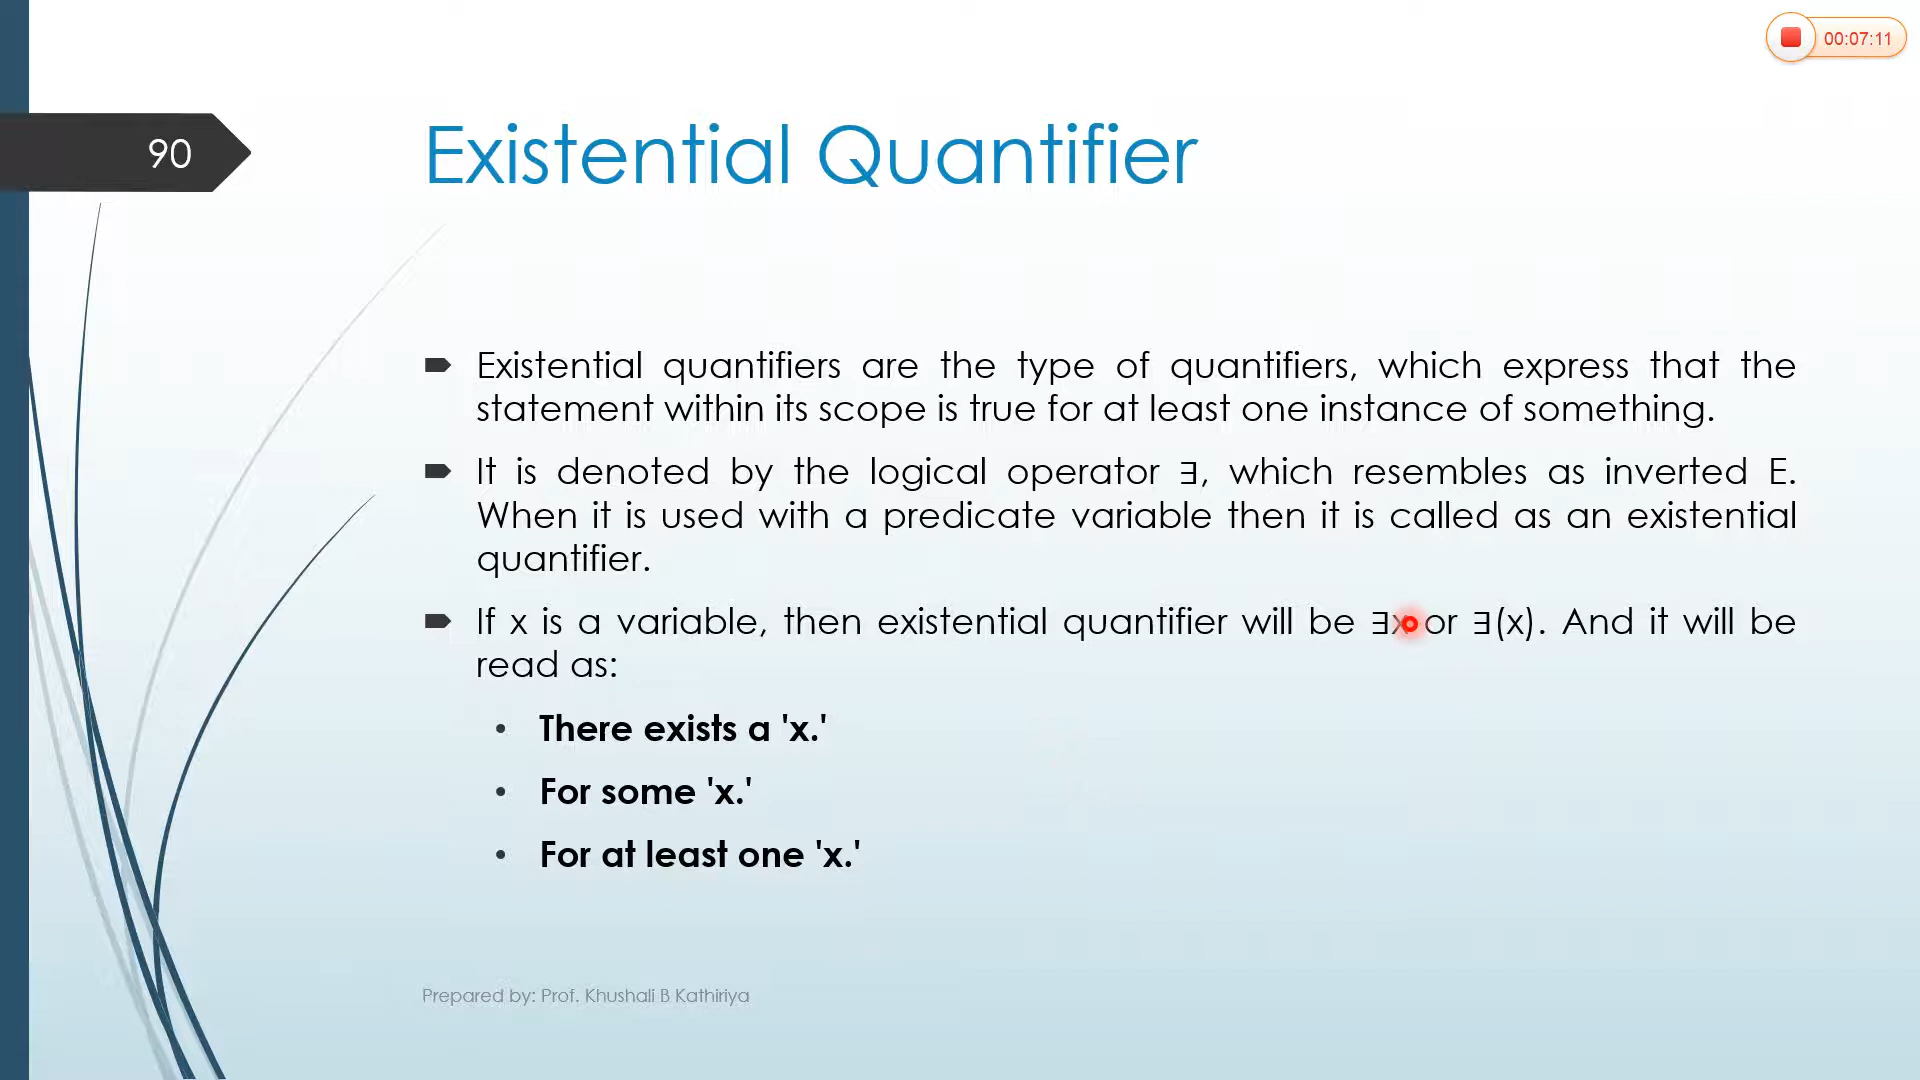 00:07:11
90
Existential Quantifier
Existential quantifiers are the type of quantifiers, which express that the
statement within its scope is true for at least one instance of something.
It is denoted by the logical operator ∃, which resembles as inverted E.
When it is used with a predicate variable then it is called as an existential
quantifier.
If x is a variable, then existential quantifier will be ∃x or ∃(x). And it will be
read as:
• There exists a 'x.'
• For some 'x.'
• For at least one 'x.'
Prepared by: Prof. Khushali B Kathiriya